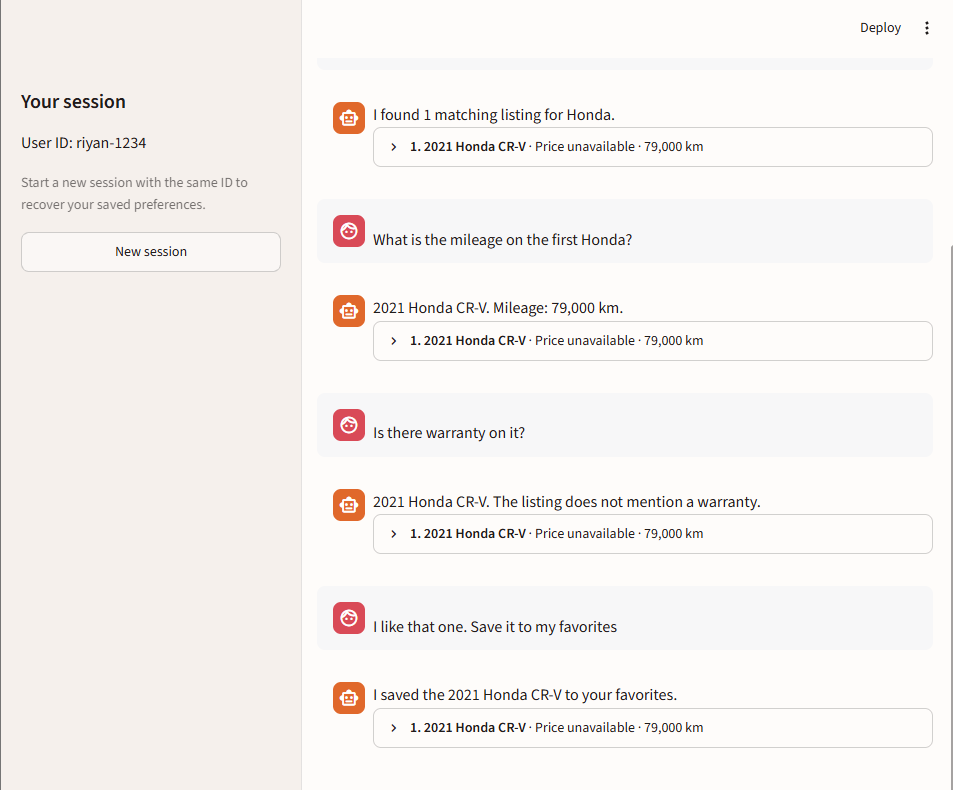 Deploy
Your session
User ID: riyan-1234
Start a new session with the same ID to
recover your saved preferences.
New session
I found 1 matching listing for Honda.
1. 2021 Honda CR-V · Price unavailable · 79,000 km
What is the mileage on the first Honda?
2021 Honda CR-V. Mileage: 79,000 km.
1. 2021 Honda CR-V · Price unavailable · 79,000 km
Is there warranty on it?
2021 Honda CR-V. The listing does not mention a warranty.
1. 2021 Honda CR-V · Price unavailable · 79,000 km
I like that one. Save it to my favorites
I saved the 2021 Honda CR-V to your favorites.
1. 2021 Honda CR-V · Price unavailable · 79,000 km